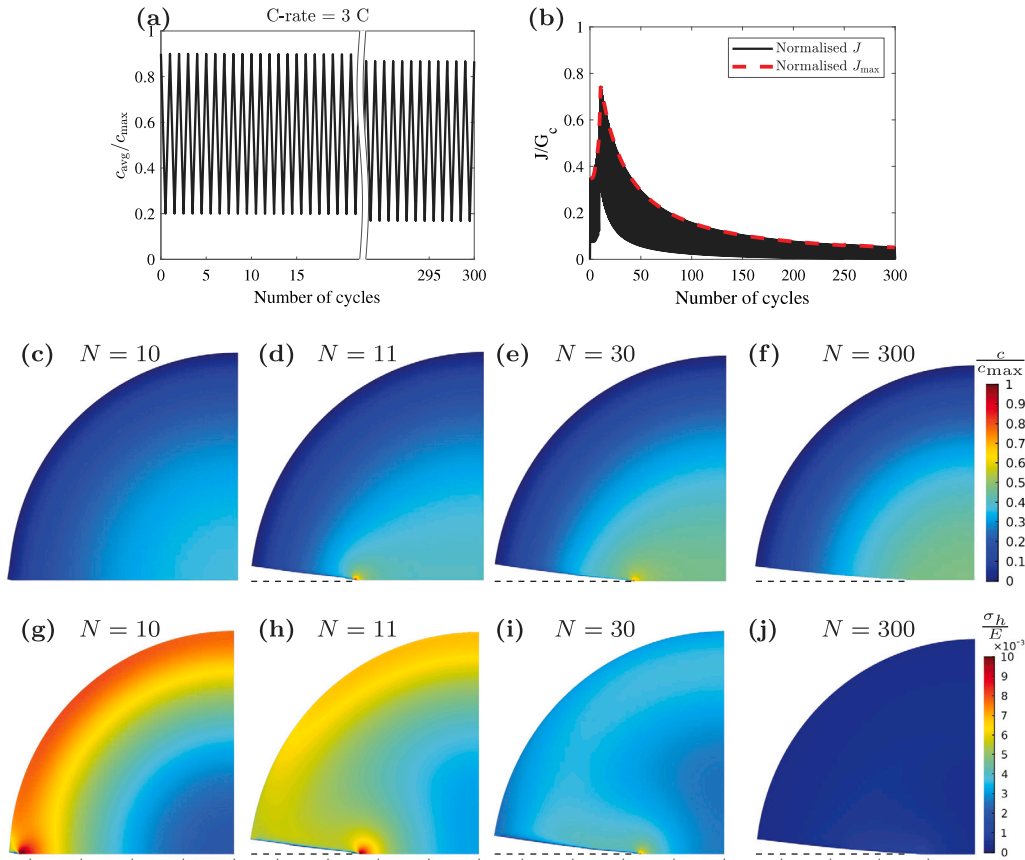 (a)
C-rate = 3 C
1
0.8
0.6
0.4
0.2
0
c_avg/c_max
0 5 10 15 295 300
Number of cycles
(b)
1
0.8
0.6
0.4
0.2
0
J/G_c
Normalised J
Normalised J_max
0 50 100 150 200 250 300
Number of cycles
(c) N = 10
(d) N = 11
(e) N = 30
(f) N = 300
c/c_max
1
0.9
0.8
0.7
0.6
0.5
0.4
0.3
0.2
0.1
0
(g) N = 10
(h) N = 11
(i) N = 30
(j) N = 300
σ_h/E
×10⁻³
10
9
8
7
6
5
4
3
2
1
0